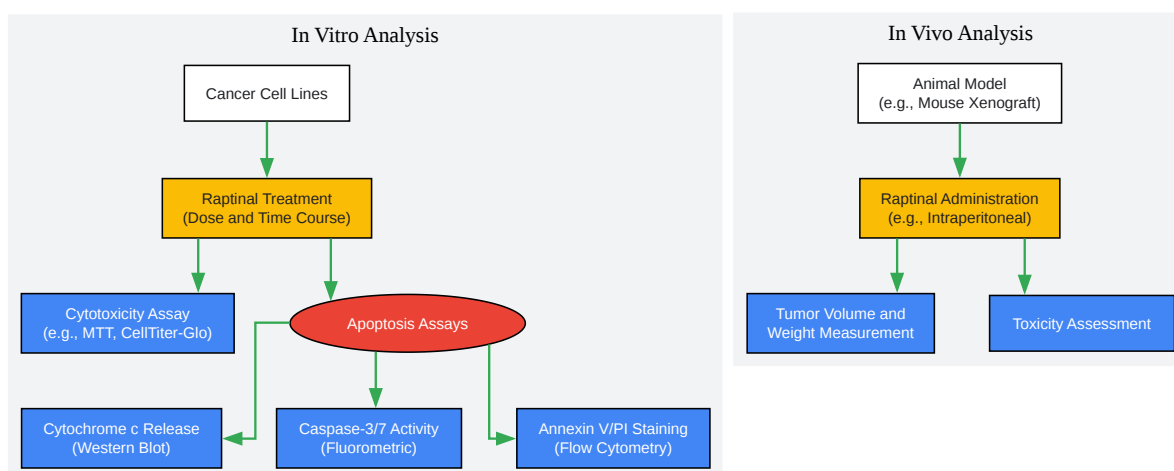 In Vitro Analysis
Cancer Cell Lines
Raptinal Treatment
(Dose and Time Course)
Cytotoxicity Assay
(e.g., MTT, CellTiter-Glo)
Apoptosis Assays
Cytochrome c Release
(Western Blot)
Caspase-3/7 Activity
(Fluorometric)
Annexin V/PI Staining
(Flow Cytometry)
In Vivo Analysis
Animal Model
(e.g., Mouse Xenograft)
Raptinal Administration
(e.g., Intraperitoneal)
Tumor Volume and
Weight Measurement
Toxicity Assessment